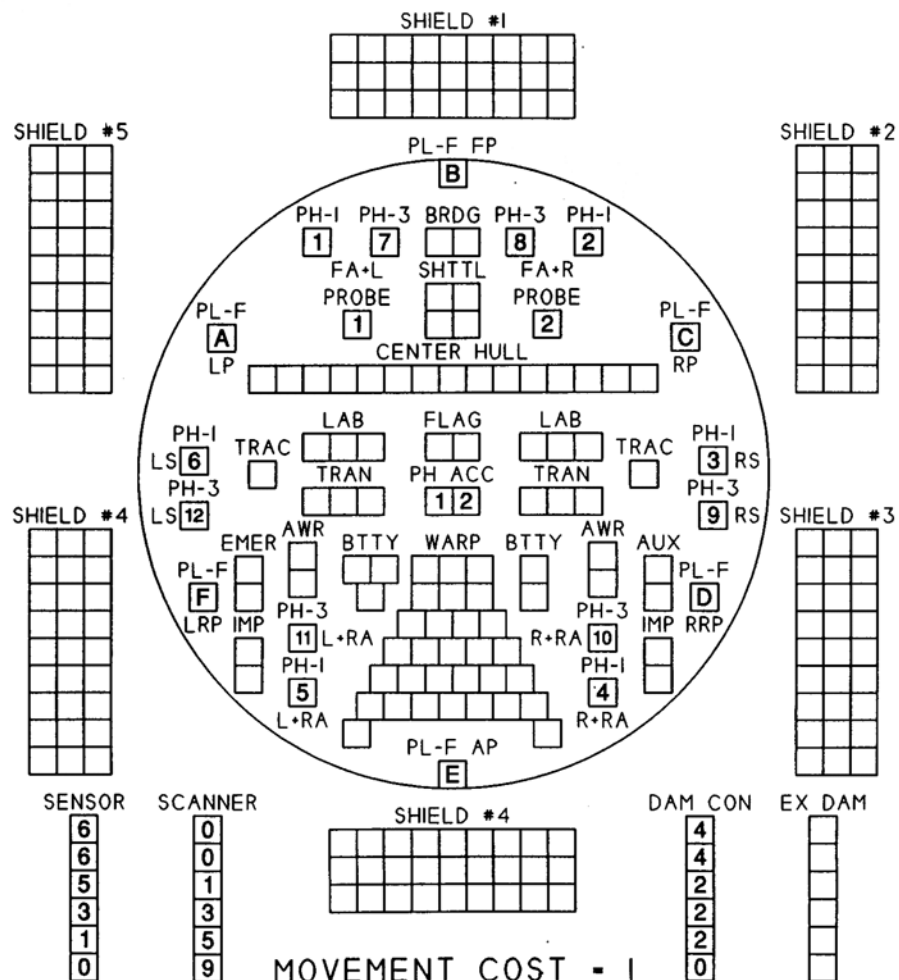 SHIELD #1
SHIELD #5
SHIELD #2
PL-F FP
B
PH-1 PH-3 BRDG PH-3 PH-1
1 7 8 2
FA+L SHTTL FA+R
PROBE PROBE
1 2
PL-F PL-F
A C
LP RP
CENTER HULL
LAB FLAG LAB
PH-1 TRAC TRAC PH-1
LS 6 3 RS
TRAN PH ACC TRAN
1 2
PH-3 PH-3
LS 12 9 RS
SHIELD #4 SHIELD #3
EMER AWR BTTY WARP BTTY AWR AUX
PL-F PL-F
F D
LRP IMP PH-3 PH-3 IMP RRP
11 L+RA R+RA 10
PH-1 PH-1
5 4
L+RA R+RA
PL-F AP
E
SENSOR SCANNER SHIELD #4 DAM CON EX DAM
6 0 4
6 0 4
5 1 2
3 3 2
1 5 2
0 9 0
MOVEMENT COST = 1